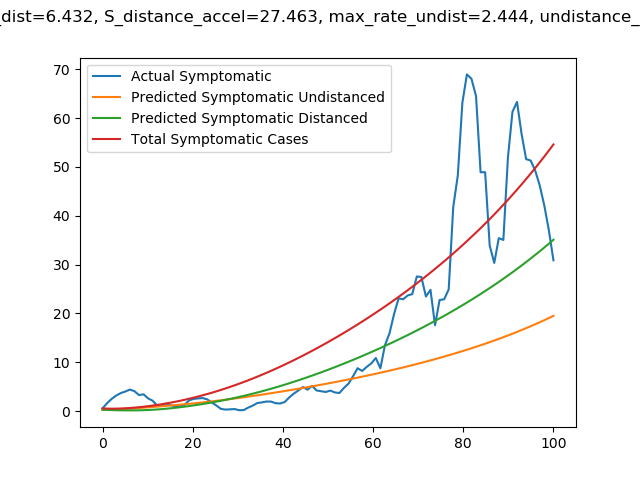 _dist=6.432, S_distance_accel=27.463, max_rate_undist=2.444, undistance_
70
60
50
40
30
20
10
0
Actual Symptomatic
Predicted Symptomatic Undistanced
Predicted Symptomatic Distanced
Total Symptomatic Cases
0 20 40 60 80 100